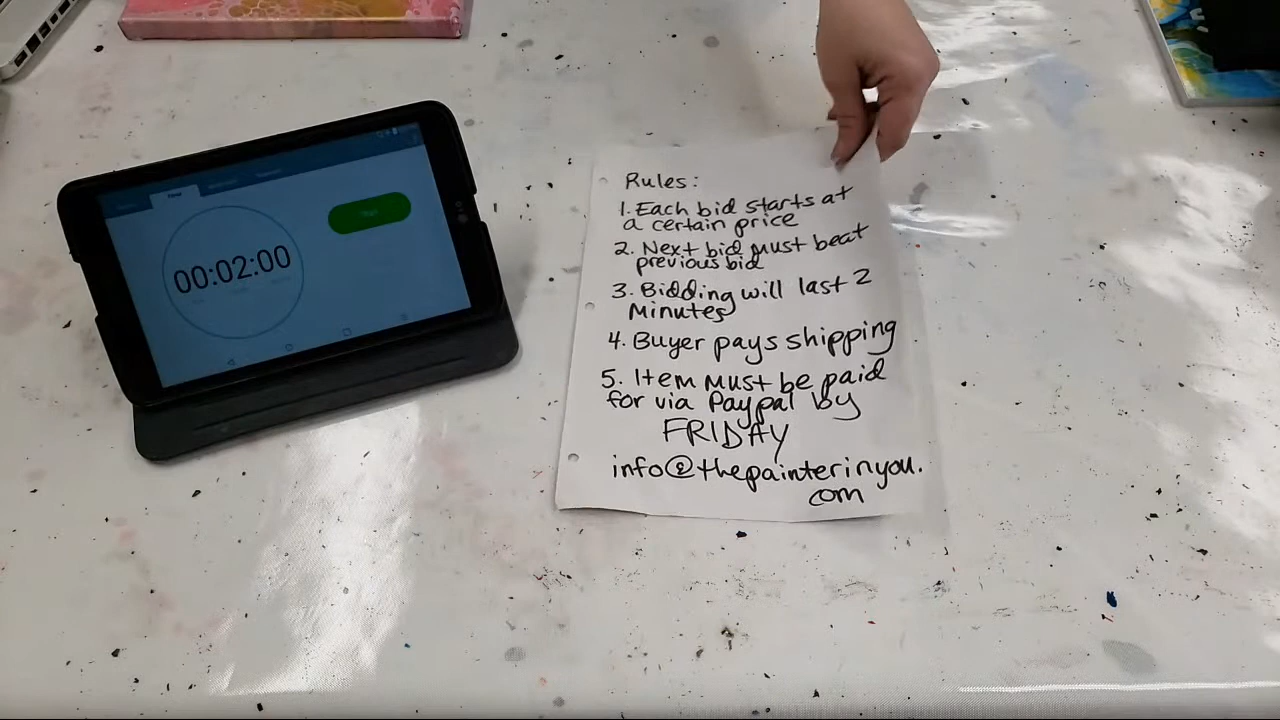 00:02:00
Rules:
1. Each bid starts at
a certain price
2. Next bid must beat
previous bid
3. Bidding will last 2
Minutes
4. Buyer pays shipping
5. Item must be paid
for via Paypal by
FRIDAY
info@thepainterinyou.
com